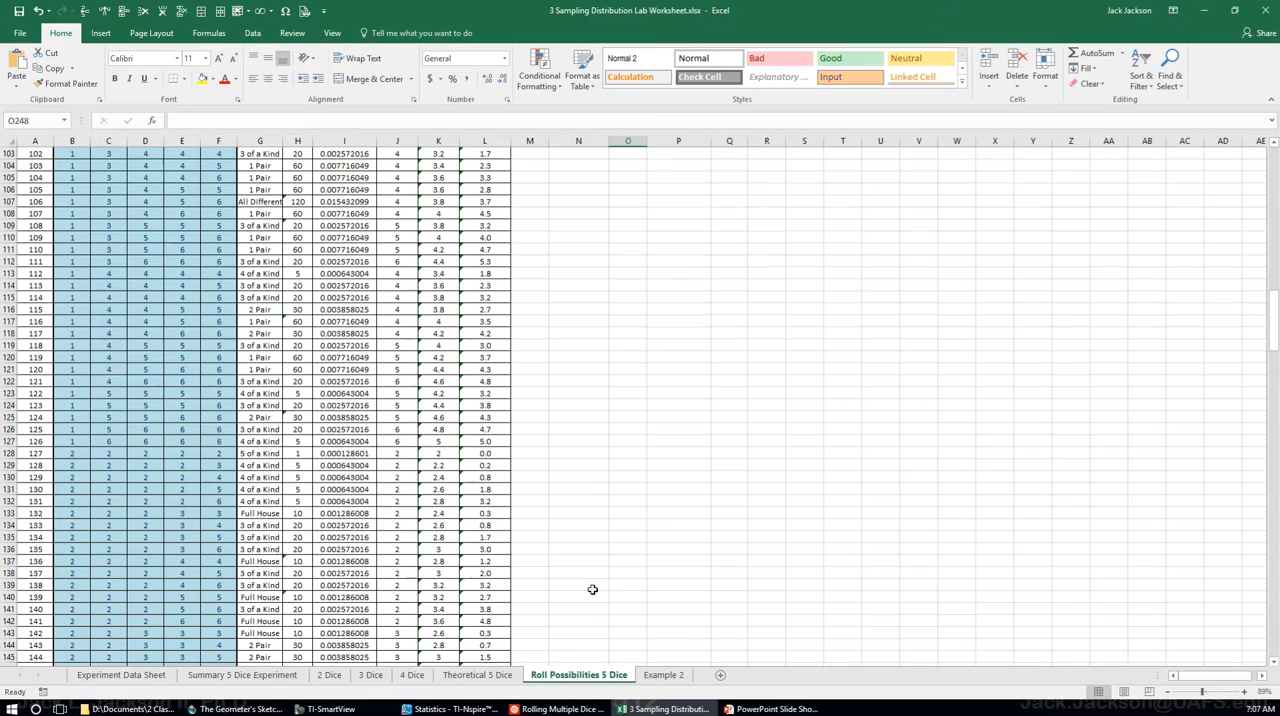 3 Sampling Distribution Lab Worksheet.xlsx - Excel
Jack Jackson
File Home Insert Page Layout Formulas Data Review View Tell me what you want to do
Share
Paste Cut Copy Format Painter Clipboard
Calibri 11 B I U Font
Wrap Text Merge & Center Alignment
General Number
Conditional Formatting Format as Table
Normal 2 Normal Bad Good Neutral
Calculation Check Cell Explanatory ... Input Linked Cell
Styles
Insert Delete Format Cells
AutoSum Fill Clear Sort & Filter Find & Select Editing
O248
A B C D E F G H I J K L M N O P Q R S T U V W X Y Z AA AB AC AD AE
103 102 1 3 4 4 4 3 of a Kind 20 0.002572016 4 3.2 1.7
104 103 1 3 4 4 5 1 Pair 60 0.007716049 4 3.4 2.3
105 104 1 3 4 4 6 1 Pair 60 0.007716049 4 3.6 3.3
106 105 1 3 4 5 5 1 Pair 60 0.007716049 4 3.6 2.8
107 106 1 3 4 5 6 All Different 120 0.015432099 4 3.8 3.7
108 107 1 3 4 6 6 1 Pair 60 0.007716049 4 4 4.5
109 108 1 3 5 5 5 3 of a Kind 20 0.002572016 5 3.8 3.2
110 109 1 3 5 5 6 1 Pair 60 0.007716049 5 4 4.0
111 110 1 3 5 6 6 1 Pair 60 0.007716049 5 4.2 4.7
112 111 1 3 6 6 6 3 of a Kind 20 0.002572016 6 4.4 5.3
113 112 1 4 4 4 4 4 of a Kind 5 0.000643004 4 3.4 1.8
114 113 1 4 4 4 5 3 of a Kind 20 0.002572016 4 3.6 2.3
115 114 1 4 4 4 6 3 of a Kind 20 0.002572016 4 3.8 3.2
116 115 1 4 4 5 5 2 Pair 30 0.003858025 4 3.8 2.7
117 116 1 4 4 5 6 1 Pair 60 0.007716049 4 4 3.5
118 117 1 4 4 6 6 2 Pair 30 0.003858025 4 4.2 4.2
119 118 1 4 5 5 5 3 of a Kind 20 0.002572016 5 4 3.0
120 119 1 4 5 5 6 1 Pair 60 0.007716049 5 4.2 3.7
121 120 1 4 5 6 6 1 Pair 60 0.007716049 5 4.4 4.3
122 121 1 4 6 6 6 3 of a Kind 20 0.002572016 6 4.6 4.8
123 122 1 5 5 5 5 4 of a Kind 5 0.000643004 5 4.2 3.2
124 123 1 5 5 5 6 3 of a Kind 20 0.002572016 5 4.4 3.8
125 124 1 5 5 6 6 2 Pair 30 0.003858025 5 4.6 4.3
126 125 1 5 6 6 6 3 of a Kind 20 0.002572016 6 4.8 4.7
127 126 1 6 6 6 6 4 of a Kind 5 0.000643004 6 5 5.0
128 127 2 2 2 2 2 5 of a Kind 1 0.000128601 2 2 0.0
129 128 2 2 2 2 3 4 of a Kind 5 0.000643004 2 2.2 0.2
130 129 2 2 2 2 4 4 of a Kind 5 0.000643004 2 2.4 0.8
131 130 2 2 2 2 5 4 of a Kind 5 0.000643004 2 2.6 1.8
132 131 2 2 2 2 6 4 of a Kind 5 0.000643004 2 2.8 3.2
133 132 2 2 2 3 3 Full House 10 0.001286008 2 2.4 0.3
134 133 2 2 2 3 4 3 of a Kind 20 0.002572016 2 2.6 0.8
135 134 2 2 2 3 5 3 of a Kind 20 0.002572016 2 2.8 1.7
136 135 2 2 2 3 6 3 of a Kind 20 0.002572016 2 3 3.0
137 136 2 2 2 4 4 Full House 10 0.001286008 2 2.8 1.2
138 137 2 2 2 4 5 3 of a Kind 20 0.002572016 2 3 2.0
139 138 2 2 2 4 6 3 of a Kind 20 0.002572016 2 3.2 3.2
140 139 2 2 2 5 5 Full House 10 0.001286008 2 3.2 2.7
141 140 2 2 2 5 6 3 of a Kind 20 0.002572016 2 3.4 3.8
142 141 2 2 2 6 6 Full House 10 0.001286008 2 3.6 4.8
143 142 2 2 3 3 3 Full House 10 0.001286008 3 2.6 0.3
144 143 2 2 3 3 4 2 Pair 30 0.003858025 3 2.8 0.7
145 144 2 2 3 3 5 2 Pair 30 0.003858025 3 3 1.5
Experiment Data Sheet Summary 5 Dice Experiment 2 Dice 3 Dice 4 Dice Theoretical 5 Dice Roll Possibilities 5 Dice Example 2
Ready 89%
D:\DATA\2 Clas... The Geometer's Sket... TI-SmartView Statistics - TI-Nspire... Rolling Multiple Dice ... 3 Sampling Distributi... PowerPoint Slide Sho... 7:07 AM
Jack.Jackson@UAFS.edu